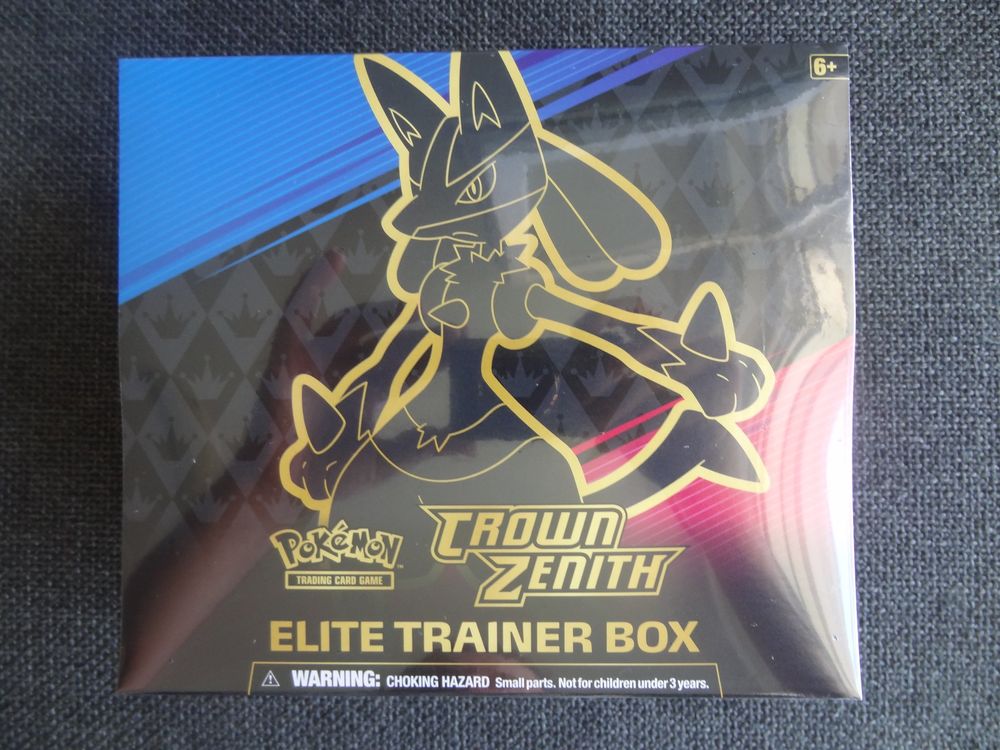 6+
Pokémon
TRADING CARD GAME
CROWN
ZENITH
ELITE TRAINER BOX
WARNING: CHOKING HAZARD Small parts. Not for children under 3 years.